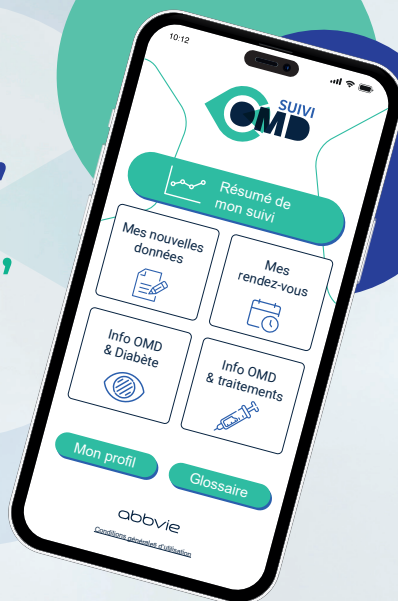 10:12
SUIVI
OMD
Résumé de
mon suivi
Mes nouvelles
données
Mes
rendez-vous
Info OMD
& Diabète
Info OMD
& traitements
Mon profil
Glossaire
abbvie
Conditions générales d'utilisation